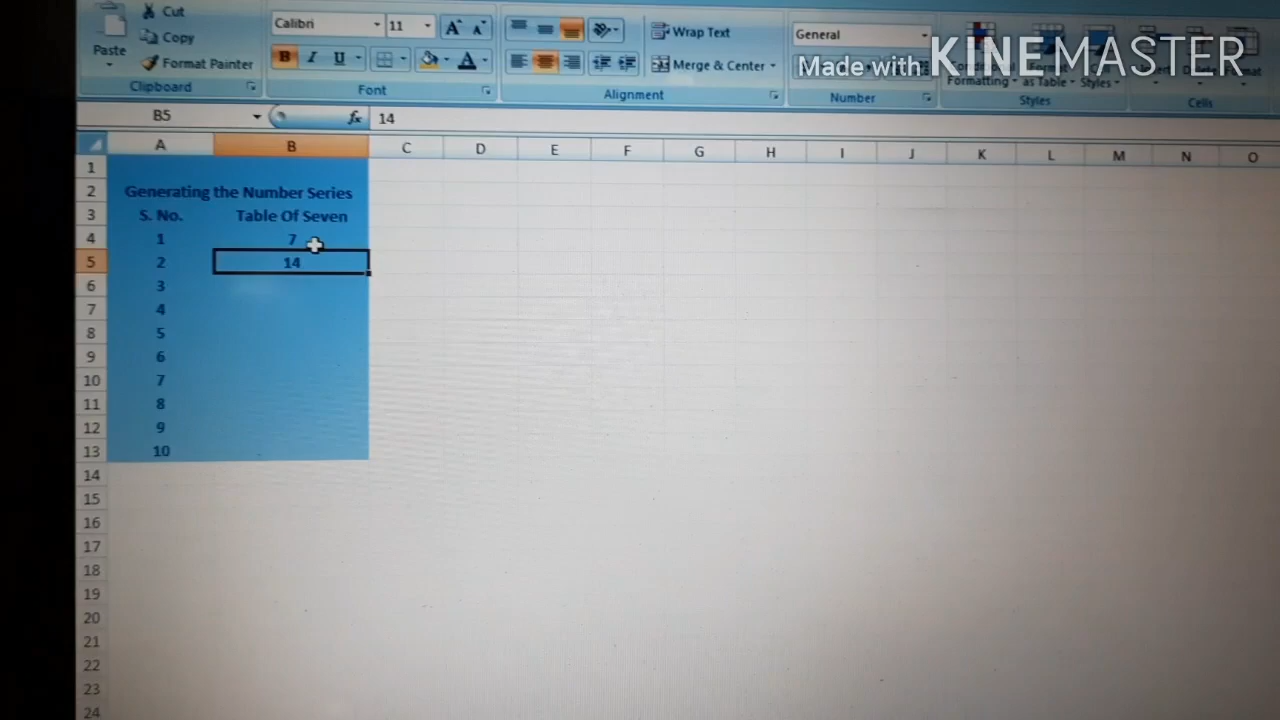 Cut
Copy
Format Painter
Paste
Clipboard
Calibri 11 A A
B I U A
Font
Wrap Text
Merge & Center
Alignment
General
Number
Formatting as Table Styles
Styles
Cells
Made with KINEMASTER
B5 fx 14
A B C D E F G H I J K L M N O
1
2 Generating the Number Series
3 S. No. Table Of Seven
4 1 7
5 2 14
6 3
7 4
8 5
9 6
10 7
11 8
12 9
13 10
14
15
16
17
18
19
20
21
22
23
24